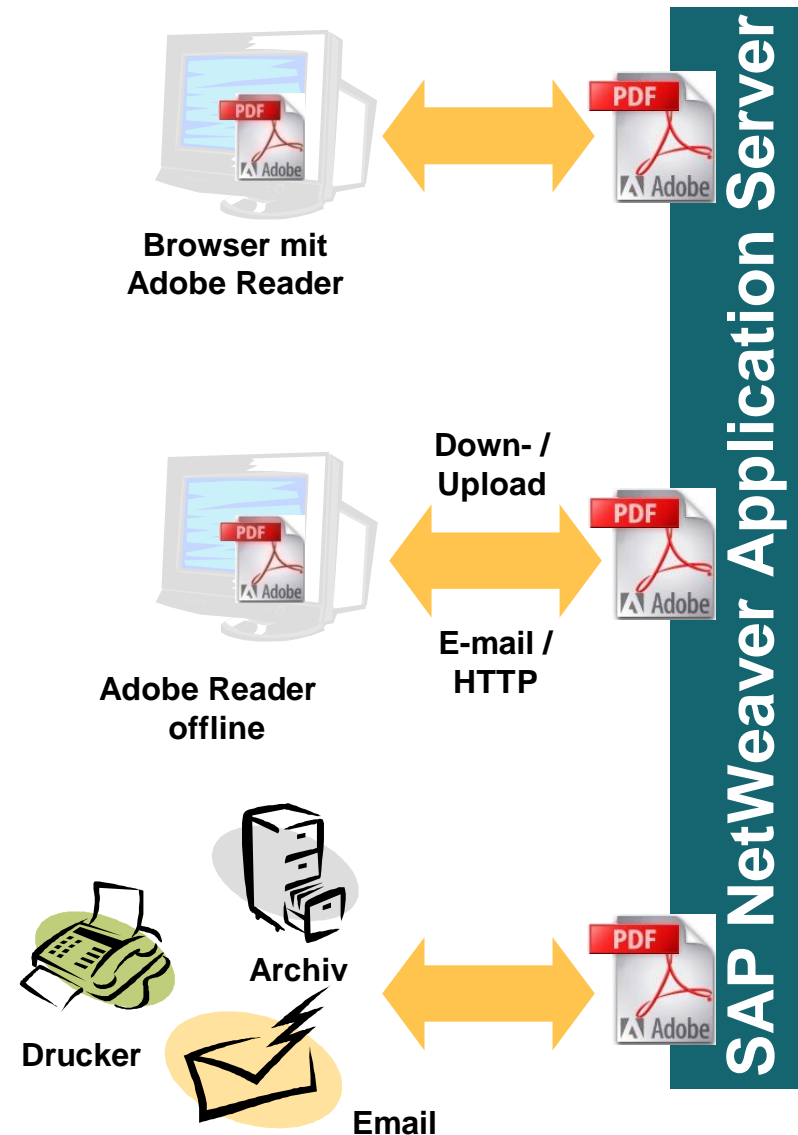 PDF
Adobe
PDF
Adobe
Browser mit
Adobe Reader
Down- /
Upload
PDF
Adobe
PDF
Adobe
E-mail /
HTTP
Adobe Reader
offline
Archiv
Drucker
Email
PDF
Adobe
SAP NetWeaver Application Server